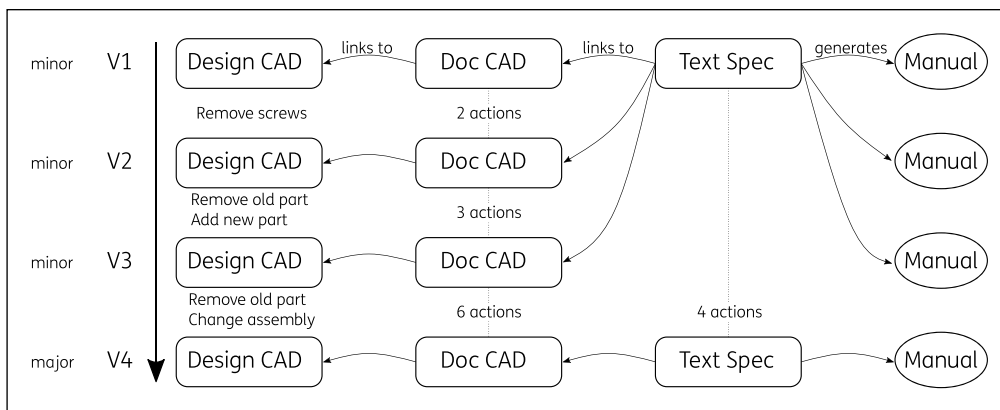 links to links to generates
minor V1 Design CAD Doc CAD Text Spec Manual
Remove screws 2 actions
minor V2 Design CAD Doc CAD Manual
Remove old part
Add new part
3 actions
minor V3 Design CAD Doc CAD Manual
Remove old part
Change assembly
6 actions 4 actions
major V4 Design CAD Doc CAD Text Spec Manual